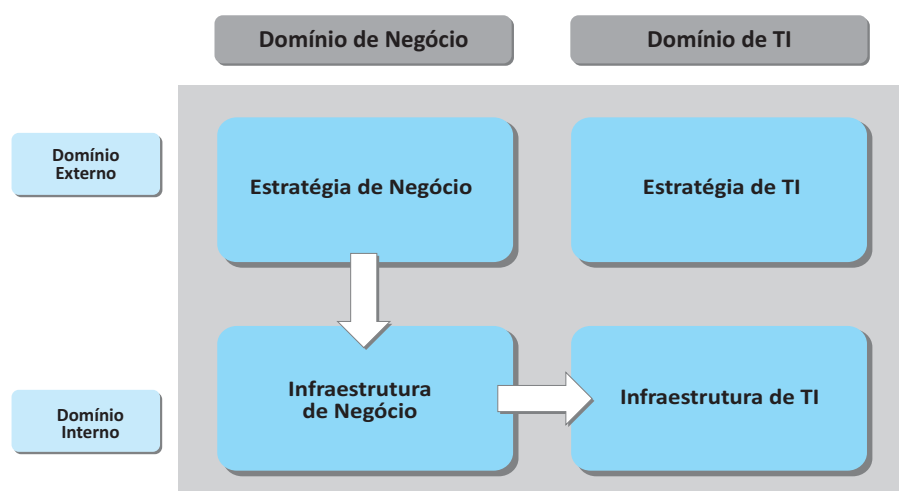 Domínio de Negócio
Domínio de TI
Domínio
Externo
Estratégia de Negócio
Estratégia de TI
Domínio
Interno
Infraestrutura
de Negócio
Infraestrutura de TI